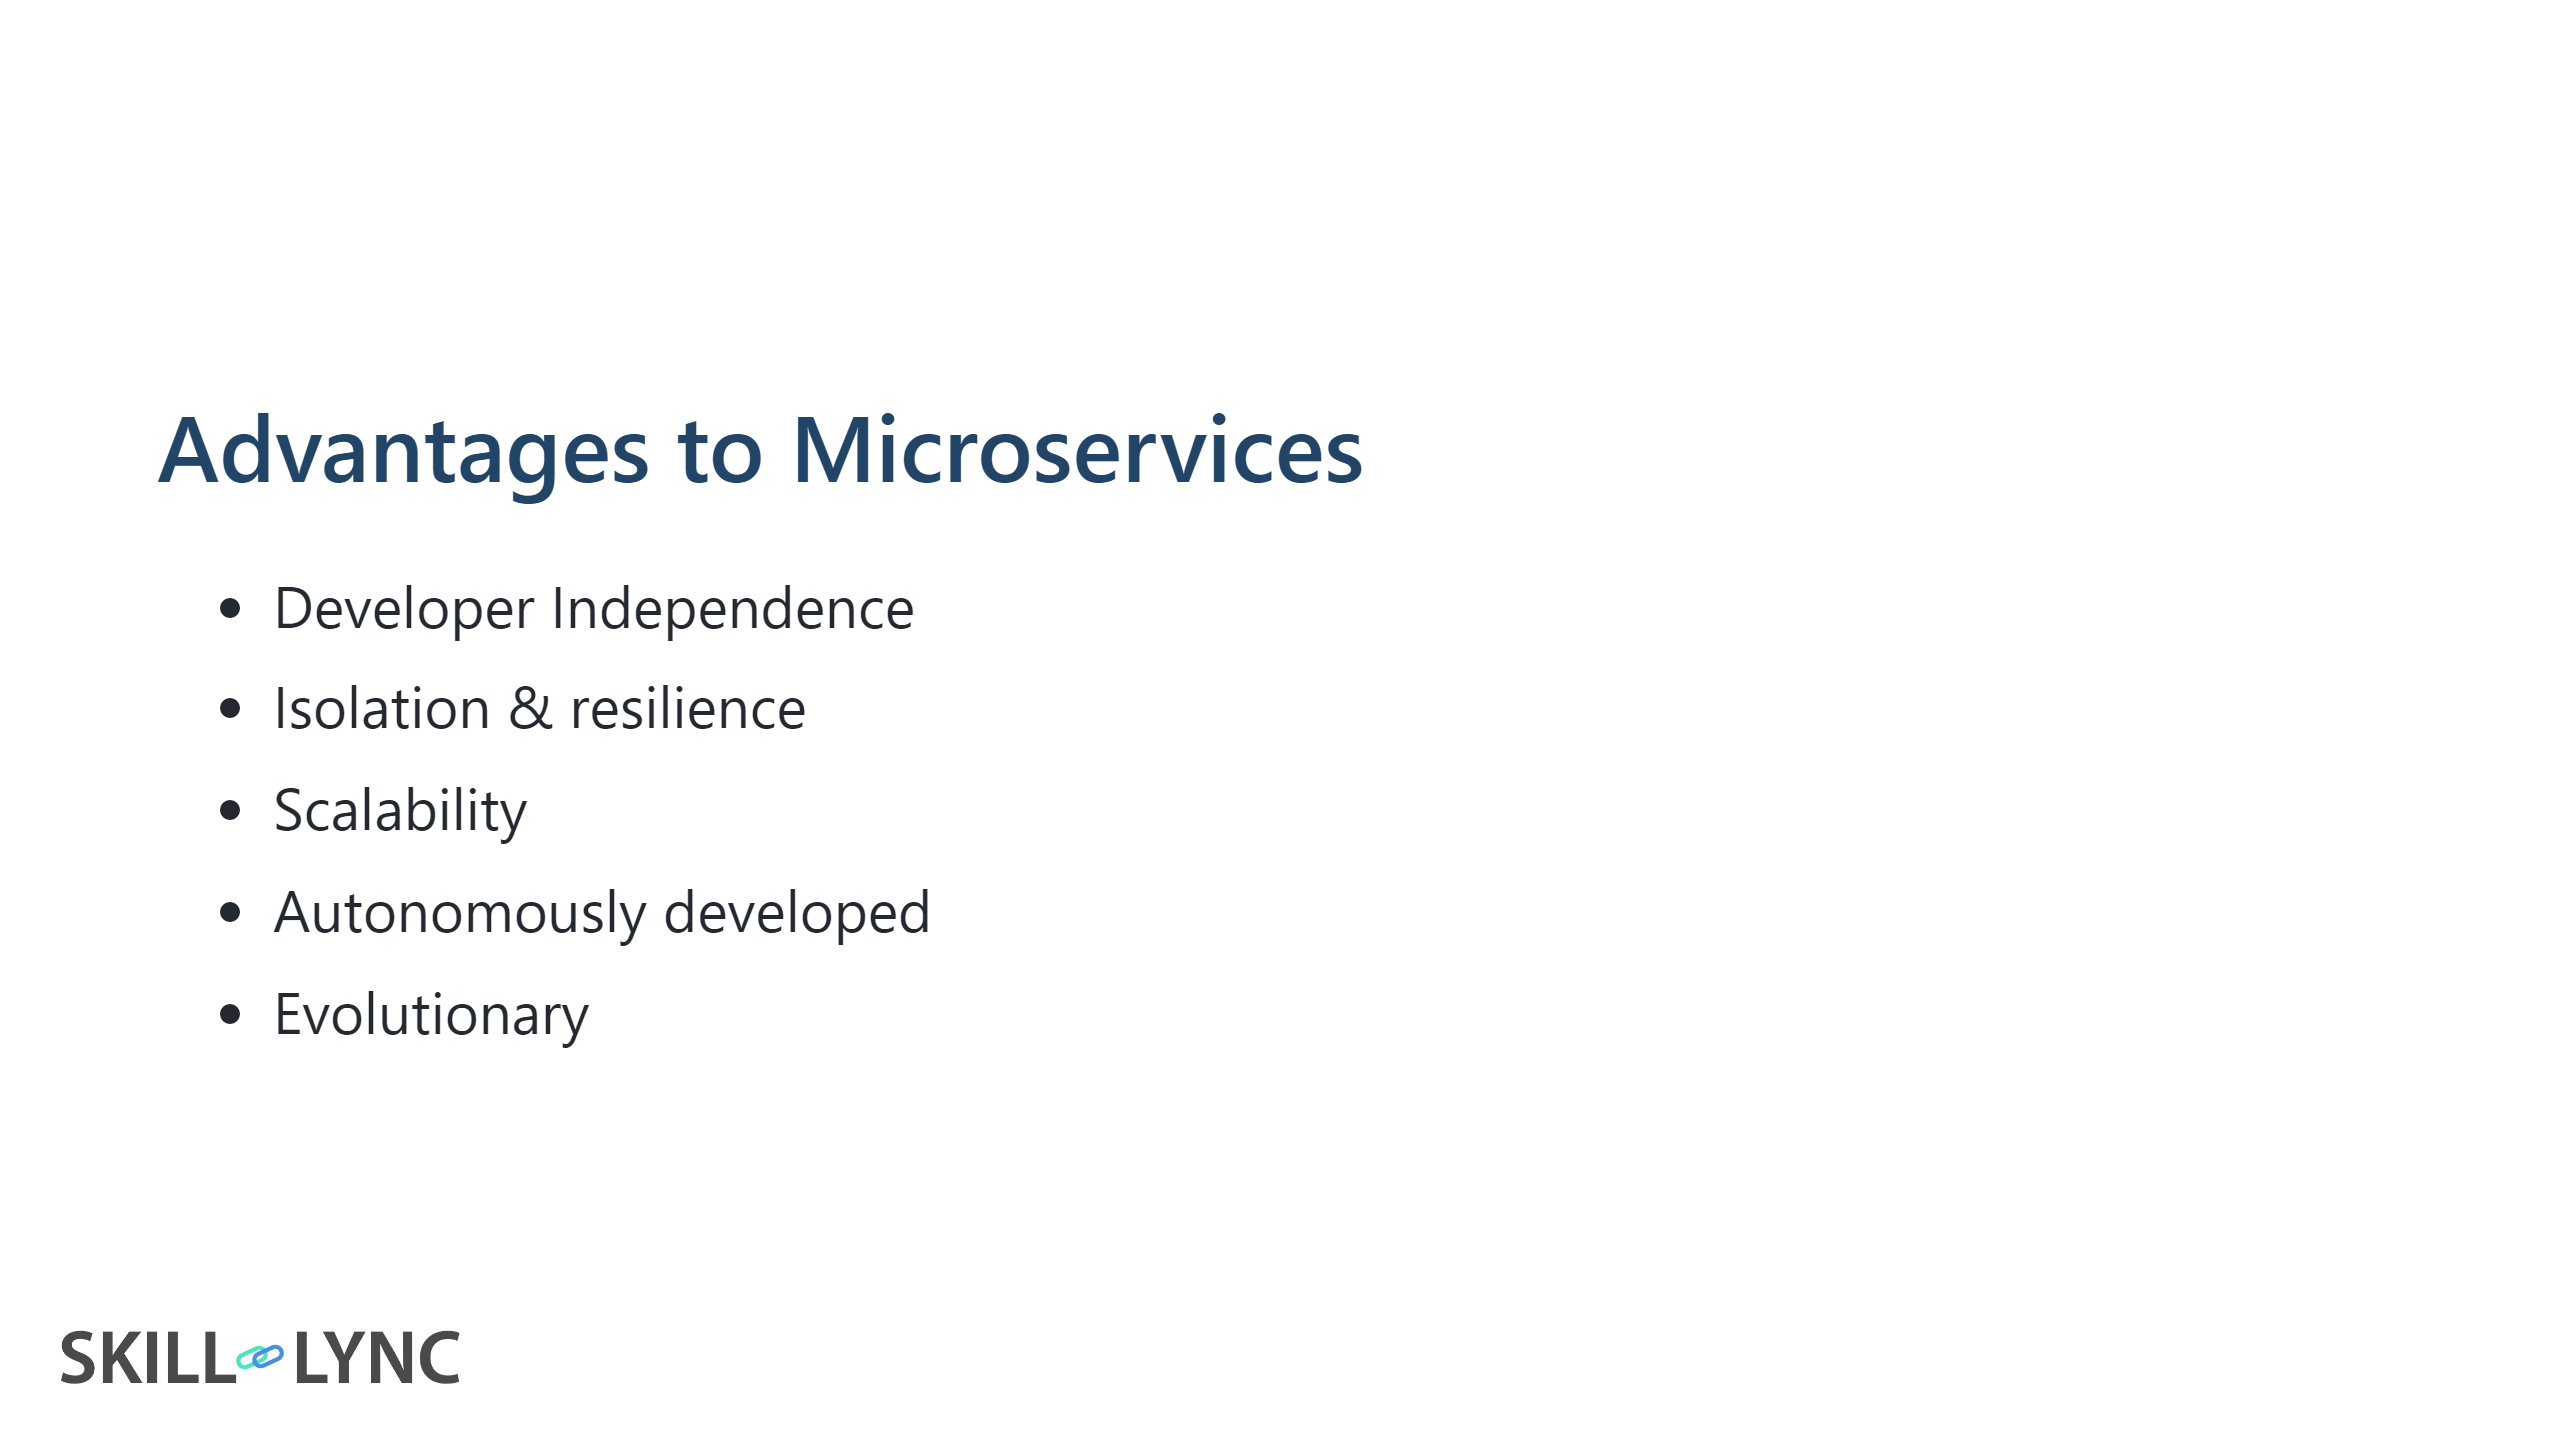 Advantages to Microservices
• Developer Independence
• Isolation & resilience
• Scalability
• Autonomously developed
• Evolutionary
SKILL LYNC